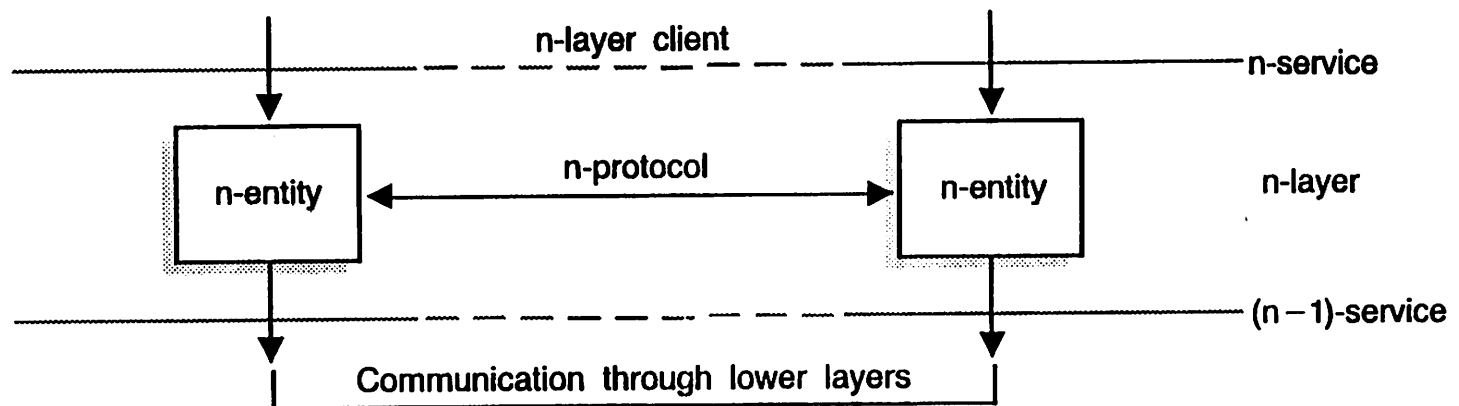 n-layer client
n-service
n-entity
n-protocol
n-entity
n-layer
(n−1)-service
Communication through lower layers